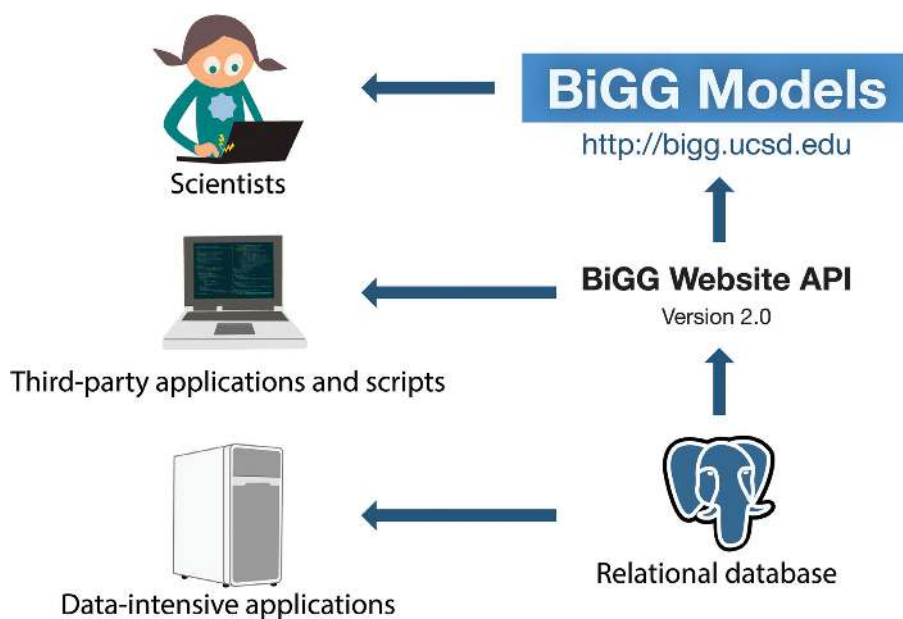 BiGG Models
http://bigg.ucsd.edu
Scientists
BiGG Website API
Version 2.0
Third-party applications and scripts
Relational database
Data-intensive applications